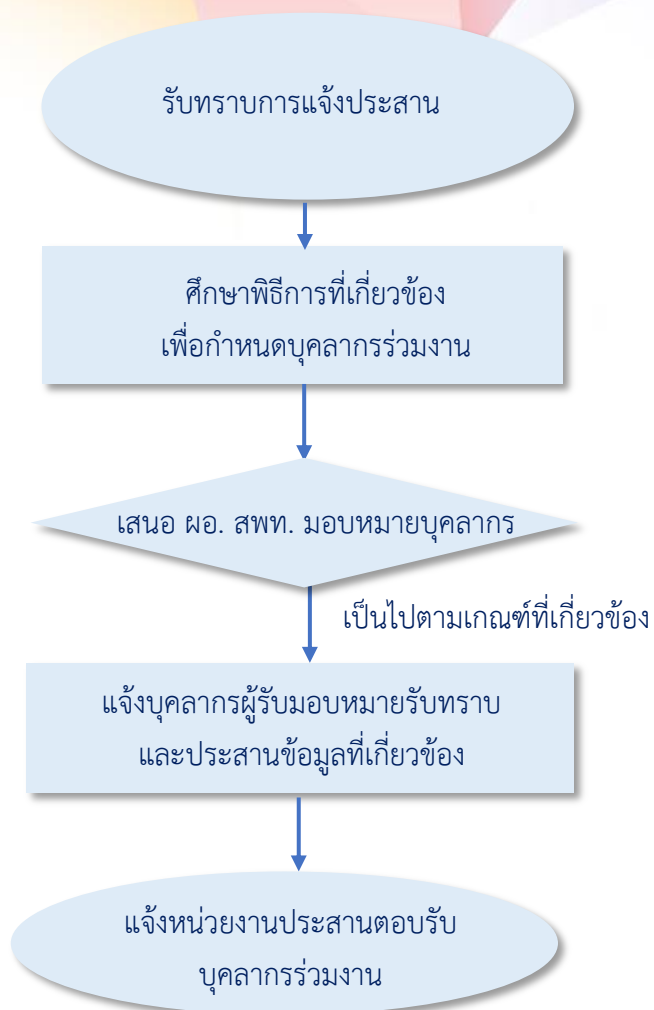 รับทราบการแจ้งประสาน
ศึกษาพิธีการที่เกี่ยวข้อง
เพื่อกำหนดบุคลากรร่วมงาน
เสนอ ผอ. สพท. มอบหมายบุคลากร
เป็นไปตามเกณฑ์ที่เกี่ยวข้อง
แจ้งบุคลากรผู้รับมอบหมายรับทราบ
และประสานข้อมูลที่เกี่ยวข้อง
แจ้งหน่วยงานประสานตอบรับ
บุคลากรร่วมงาน